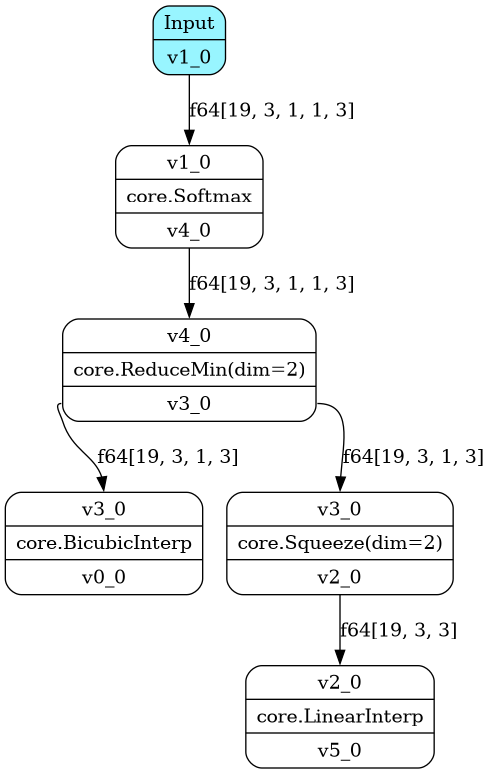 Input
v1_0
f64[19, 3, 1, 1, 3]
v1_0
core.Softmax
v4_0
f64[19, 3, 1, 1, 3]
v4_0
core.ReduceMin(dim=2)
v3_0
f64[19, 3, 1, 3]
f64[19, 3, 1, 3]
v3_0
core.BicubicInterp
v0_0
v3_0
core.Squeeze(dim=2)
v2_0
f64[19, 3, 3]
v2_0
core.LinearInterp
v5_0